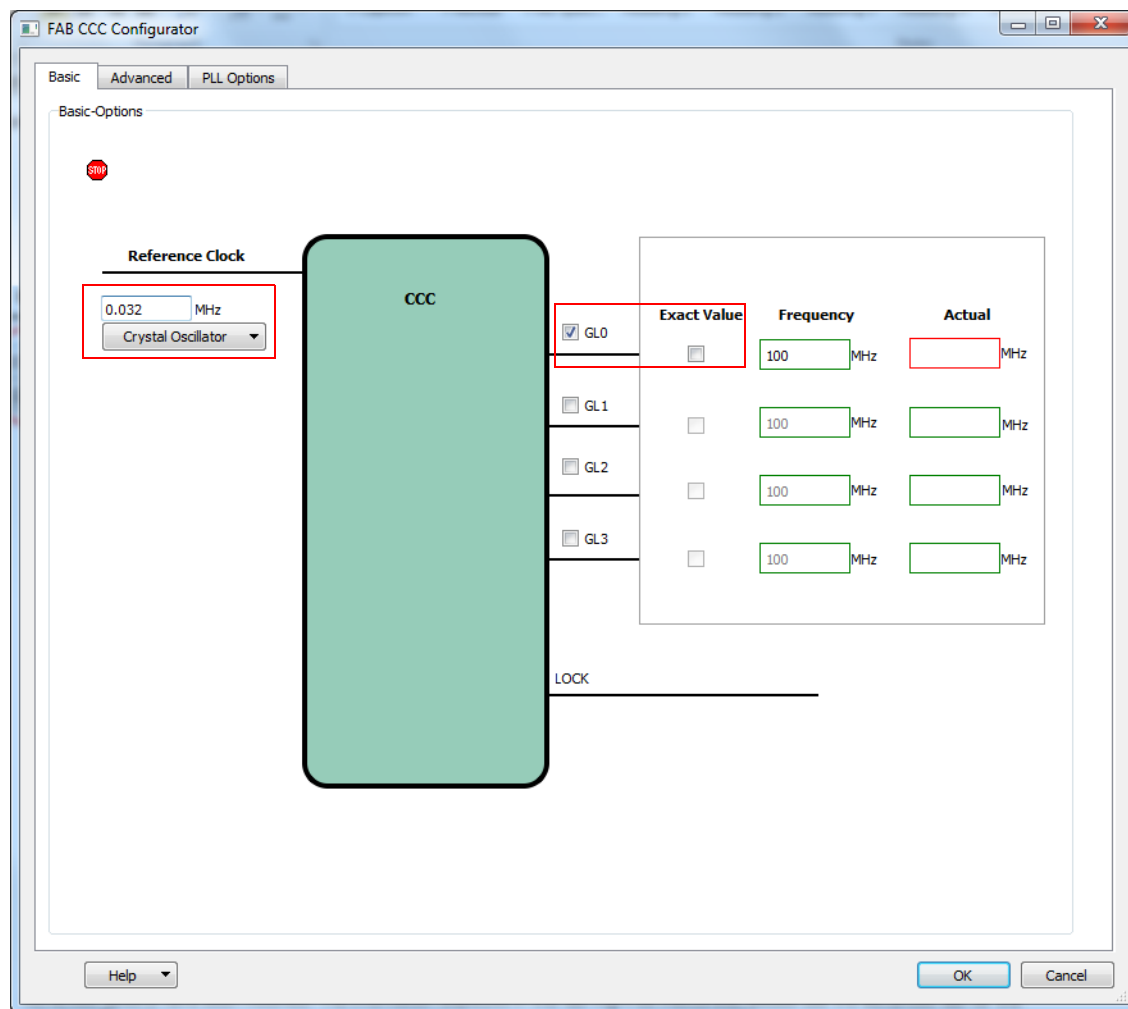 FAB CCC Configurator
Basic Advanced PLL Options
Basic-Options
STOP
Reference Clock
0.032 MHz
Crystal Oscillator
CCC
GL0
GL1
GL2
GL3
LOCK
Exact Value Frequency Actual
100 MHz MHz
100 MHz MHz
100 MHz MHz
100 MHz MHz
Help OK Cancel